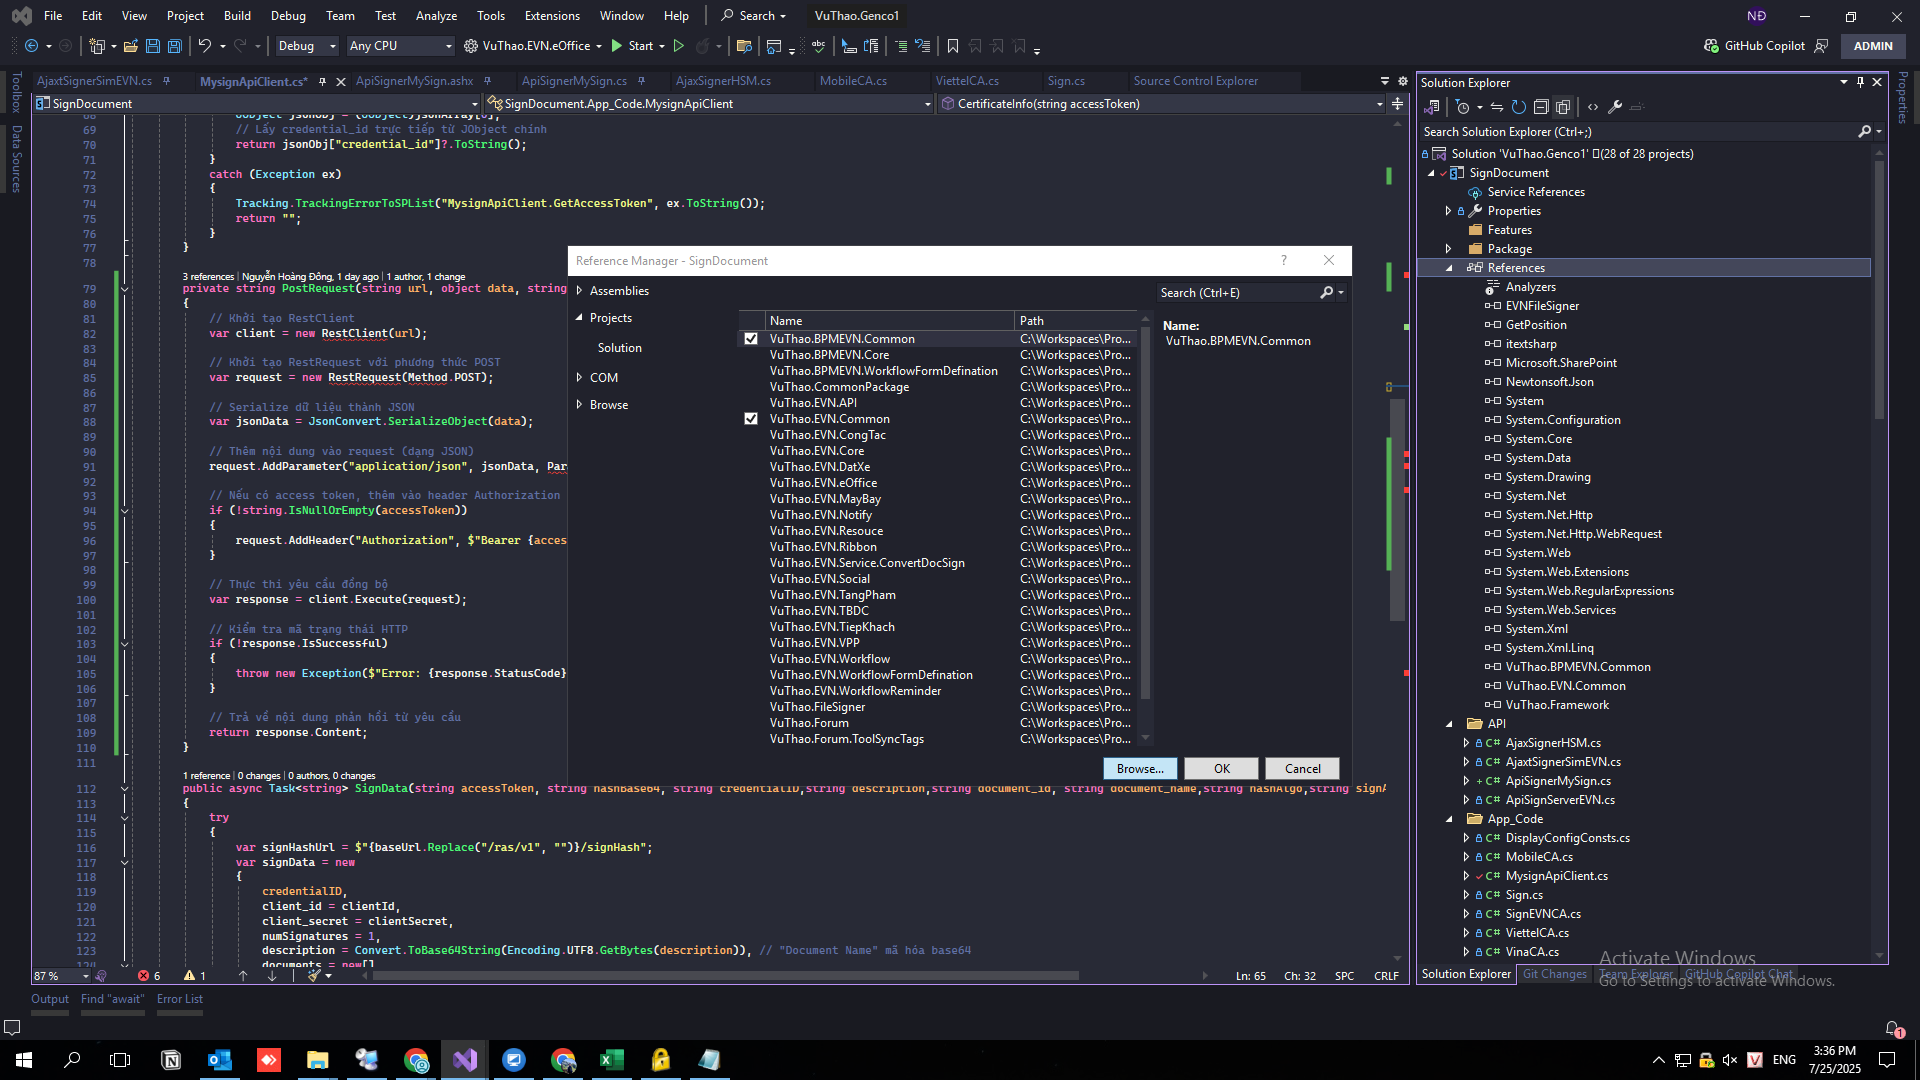 File Edit View Project Build Debug Team Test Analyze Tools Extensions Window Help Search VuThao.Genco1 NĐ
Debug Any CPU VuThao.EVN.eOffice Start GitHub Copilot ADMIN
Toolbox
Data Sources
AjaxtSignerSimEVN.cs MysignApiClient.cs* ApiSignerMySign.ashx ApiSignerMySign.cs AjaxSignerHSM.cs MobileCA.cs ViettelCA.cs Sign.cs Source Control Explorer
SignDocument SignDocument.App_Code.MysignApiClient CertificateInfo(string accessToken)
69 // Lấy credential_id trực tiếp từ JObject chính
70 return jsonObj["credential_id"]?.ToString();
71 }
72 catch (Exception ex)
73 {
74 Tracking.TrackingErrorToSPList("MysignApiClient.GetAccessToken", ex.ToString());
75 return "";
76 }
77 }
78
3 references | Nguyễn Hoàng Đông, 1 day ago | 1 author, 1 change
79 private string PostRequest(string url, object data, string
80 {
81 // Khởi tạo RestClient
82 var client = new RestClient(url);
83
84 // Khởi tạo RestRequest với phương thức POST
85 var request = new RestRequest(Method.POST);
86
87 // Serialize dữ liệu thành JSON
88 var jsonData = JsonConvert.SerializeObject(data);
89
90 // Thêm nội dung vào request (dạng JSON)
91 request.AddParameter("application/json", jsonData, Par
92
93 // Nếu có access token, thêm vào header Authorization
94 if (!string.IsNullOrEmpty(accessToken))
95 {
96 request.AddHeader("Authorization", $"Bearer {acces
97 }
98
99 // Thực thi yêu cầu đồng bộ
100 var response = client.Execute(request);
101
102 // Kiểm tra mã trạng thái HTTP
103 if (!response.IsSuccessful)
104 {
105 throw new Exception($"Error: {response.StatusCode}
106 }
107
108 // Trả về nội dung phản hồi từ yêu cầu
109 return response.Content;
110 }
111
1 reference | 0 changes | 0 authors, 0 changes
112 public async Task<string> SignData(string accessToken, string hashBase64, string credentialID,string description,string document_id, string document_name,string hashAlgo,string signA
113 {
114 try
115 {
116 var signHashUrl = $"{baseUrl.Replace("/ras/v1", "")}/signHash";
117 var signData = new
118 {
119 credentialID,
120 client_id = clientId,
121 client_secret = clientSecret,
122 numSignatures = 1,
123 description = Convert.ToBase64String(Encoding.UTF8.GetBytes(description)), // "Document Name" mã hóa base64
documents = new[]
87 % 6 1 Ln: 65 Ch: 32 SPC CRLF
Output Find "await" Error List
Reference Manager - SignDocument ?
Assemblies
Projects
Solution
COM
Browse
Search (Ctrl+E)
Name Path
VuThao.BPMEVN.Common C:\Workspaces\Pro...
VuThao.BPMEVN.Core C:\Workspaces\Pro...
VuThao.BPMEVN.WorkflowFormDefination C:\Workspaces\Pro...
VuThao.CommonPackage C:\Workspaces\Pro...
VuThao.EVN.API C:\Workspaces\Pro...
VuThao.EVN.Common C:\Workspaces\Pro...
VuThao.EVN.CongTac C:\Workspaces\Pro...
VuThao.EVN.Core C:\Workspaces\Pro...
VuThao.EVN.DatXe C:\Workspaces\Pro...
VuThao.EVN.eOffice C:\Workspaces\Pro...
VuThao.EVN.MayBay C:\Workspaces\Pro...
VuThao.EVN.Notify C:\Workspaces\Pro...
VuThao.EVN.Resouce C:\Workspaces\Pro...
VuThao.EVN.Ribbon C:\Workspaces\Pro...
VuThao.EVN.Service.ConvertDocSign C:\Workspaces\Pro...
VuThao.EVN.Social C:\Workspaces\Pro...
VuThao.EVN.TangPham C:\Workspaces\Pro...
VuThao.EVN.TBDC C:\Workspaces\Pro...
VuThao.EVN.TiepKhach C:\Workspaces\Pro...
VuThao.EVN.VPP C:\Workspaces\Pro...
VuThao.EVN.Workflow C:\Workspaces\Pro...
VuThao.EVN.WorkflowFormDefination C:\Workspaces\Pro...
VuThao.EVN.WorkflowReminder C:\Workspaces\Pro...
VuThao.FileSigner C:\Workspaces\Pro...
VuThao.Forum C:\Workspaces\Pro...
VuThao.Forum.ToolSyncTags C:\Workspaces\Pro...
Name:
VuThao.BPMEVN.Common
Browse... OK Cancel
Solution Explorer
Search Solution Explorer (Ctrl+;)
Solution 'VuThao.Genco1' (28 of 28 projects)
SignDocument
Service References
Properties
Features
Package
References
Analyzers
EVNFileSigner
GetPosition
itextsharp
Microsoft.SharePoint
Newtonsoft.Json
System
System.Configuration
System.Core
System.Data
System.Drawing
System.Net
System.Net.Http
System.Net.Http.WebRequest
System.Web
System.Web.Extensions
System.Web.RegularExpressions
System.Web.Services
System.Xml
System.Xml.Linq
VuThao.BPMEVN.Common
VuThao.EVN.Common
VuThao.Framework
API
C# AjaxSignerHSM.cs
C# AjaxtSignerSimEVN.cs
C# ApiSignerMySign.cs
C# ApiSignServerEVN.cs
App_Code
C# DisplayConfigConsts.cs
C# MobileCA.cs
C# MysignApiClient.cs
C# Sign.cs
C# SignEVNCA.cs
C# ViettelCA.cs
C# VinaCA.cs
Solution Explorer Git Changes Team Explorer GitHub Copilot Chat
Properties
Activate Windows
Go to Settings to activate Windows.
1
ENG
3:36 PM
7/25/2025